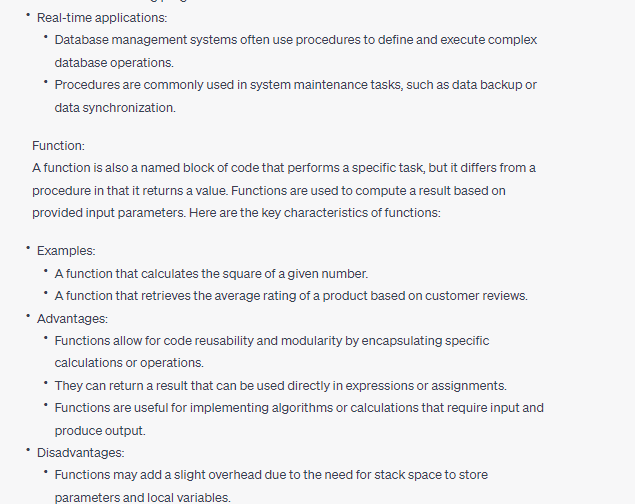 • Real-time applications:
• Database management systems often use procedures to define and execute complex
database operations.
• Procedures are commonly used in system maintenance tasks, such as data backup or
data synchronization.
Function:
A function is also a named block of code that performs a specific task, but it differs from a
procedure in that it returns a value. Functions are used to compute a result based on
provided input parameters. Here are the key characteristics of functions:
• Examples:
• A function that calculates the square of a given number.
• A function that retrieves the average rating of a product based on customer reviews.
• Advantages:
• Functions allow for code reusability and modularity by encapsulating specific
calculations or operations.
• They can return a result that can be used directly in expressions or assignments.
• Functions are useful for implementing algorithms or calculations that require input and
produce output.
• Disadvantages:
• Functions may add a slight overhead due to the need for stack space to store
parameters and local variables.